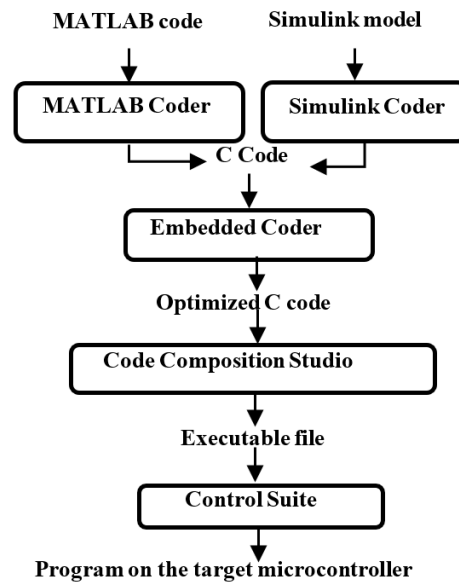 MATLAB code
Simulink model
MATLAB Coder
Simulink Coder
C Code
Embedded Coder
Optimized C code
Code Composition Studio
Executable file
Control Suite
Program on the target microcontroller